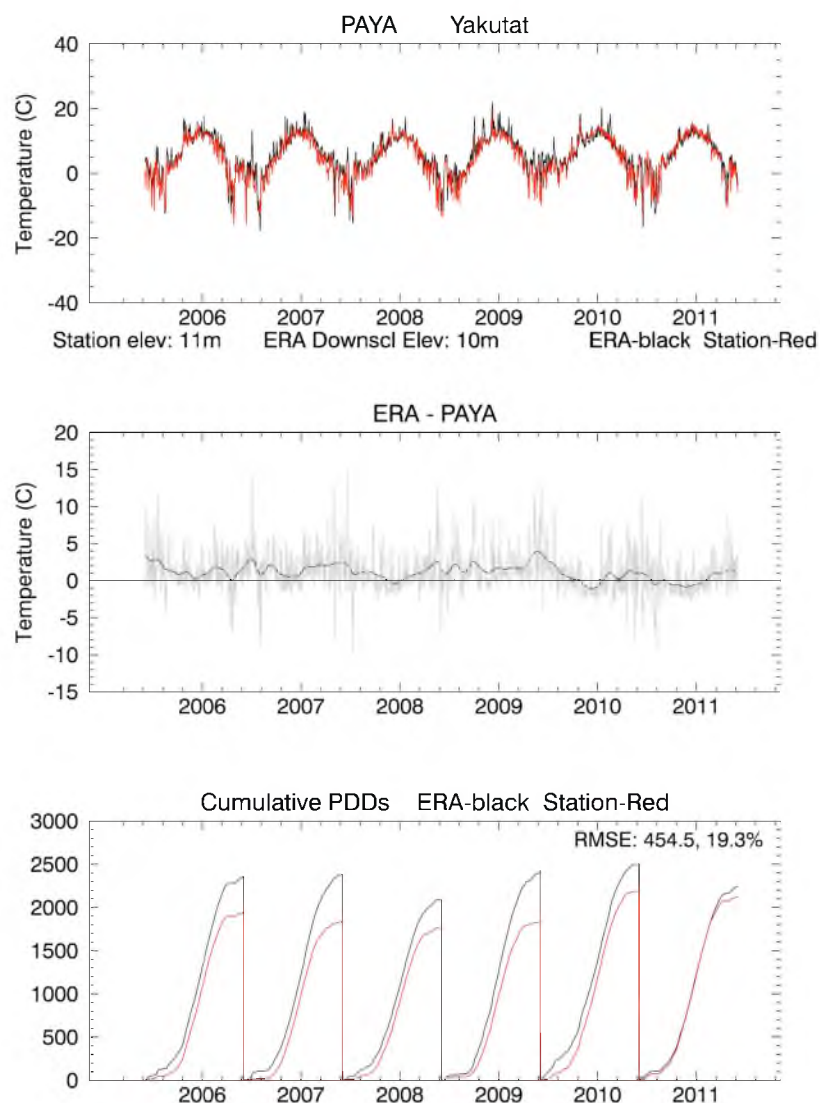 PAYA Yakutat
40
20
0
-20
-40
Temperature (C)
2006 2007 2008 2009 2010 2011
Station elev: 11m ERA Downscl Elev: 10m ERA-black Station-Red
ERA - PAYA
20
15
10
5
0
-5
-10
-15
Temperature (C)
2006 2007 2008 2009 2010 2011
Cumulative PDDs ERA-black Station-Red
RMSE: 454.5, 19.3%
3000
2500
2000
1500
1000
500
0
2006 2007 2008 2009 2010 2011